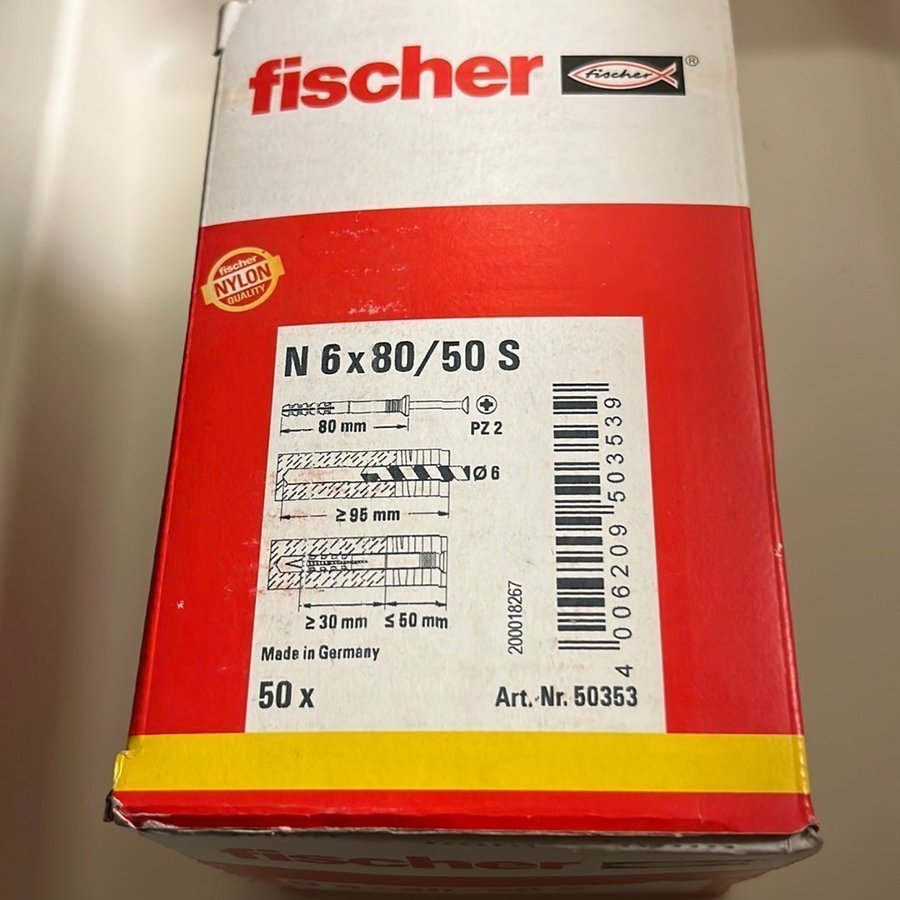 fischer
fischer ®
fischer
NYLON
QUALITY
N 6 x 80/50 S
80 mm
PZ 2
Ø 6
≥ 95 mm
≥ 30 mm ≤ 50 mm
Made in Germany
50 x
Art.-Nr. 50353
200018267
4 006209 503539
fischer